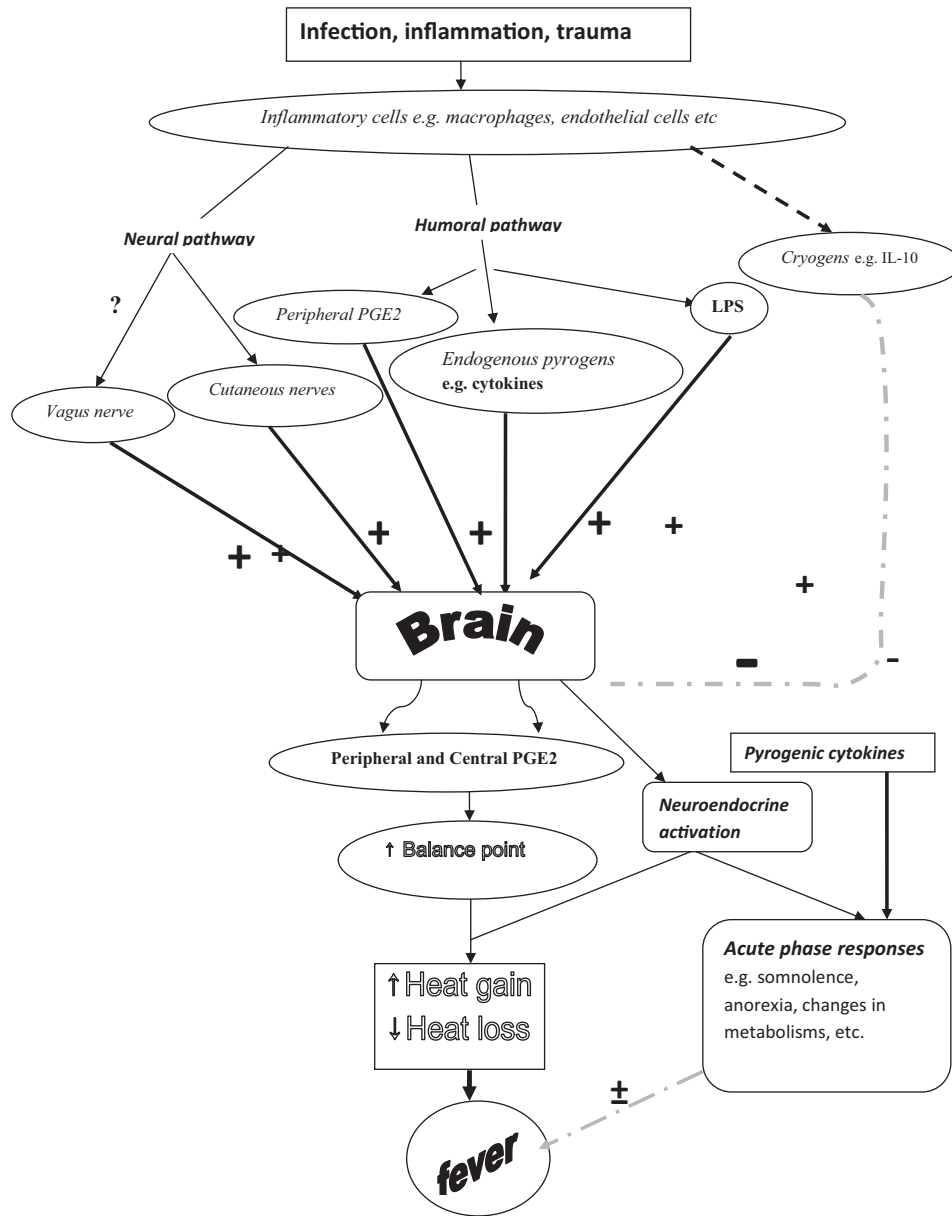 Infection, inflammation, trauma
Inflammatory cells e.g. macrophages, endothelial cells etc
Neural pathway
Humoral pathway
Cryogens e.g. IL-10
?
Peripheral PGE2
LPS
Endogenous pyrogens
e.g. cytokines
Cutaneous nerves
Vagus nerve
+ + + + + + +
+
Brain
- -
Peripheral and Central PGE2
Pyrogenic cytokines
Neuroendocrine
activation
↑ Balance point
Acute phase responses
e.g. somnolence,
anorexia, changes in
metabolisms, etc.
↑ Heat gain
↓ Heat loss
±
fever